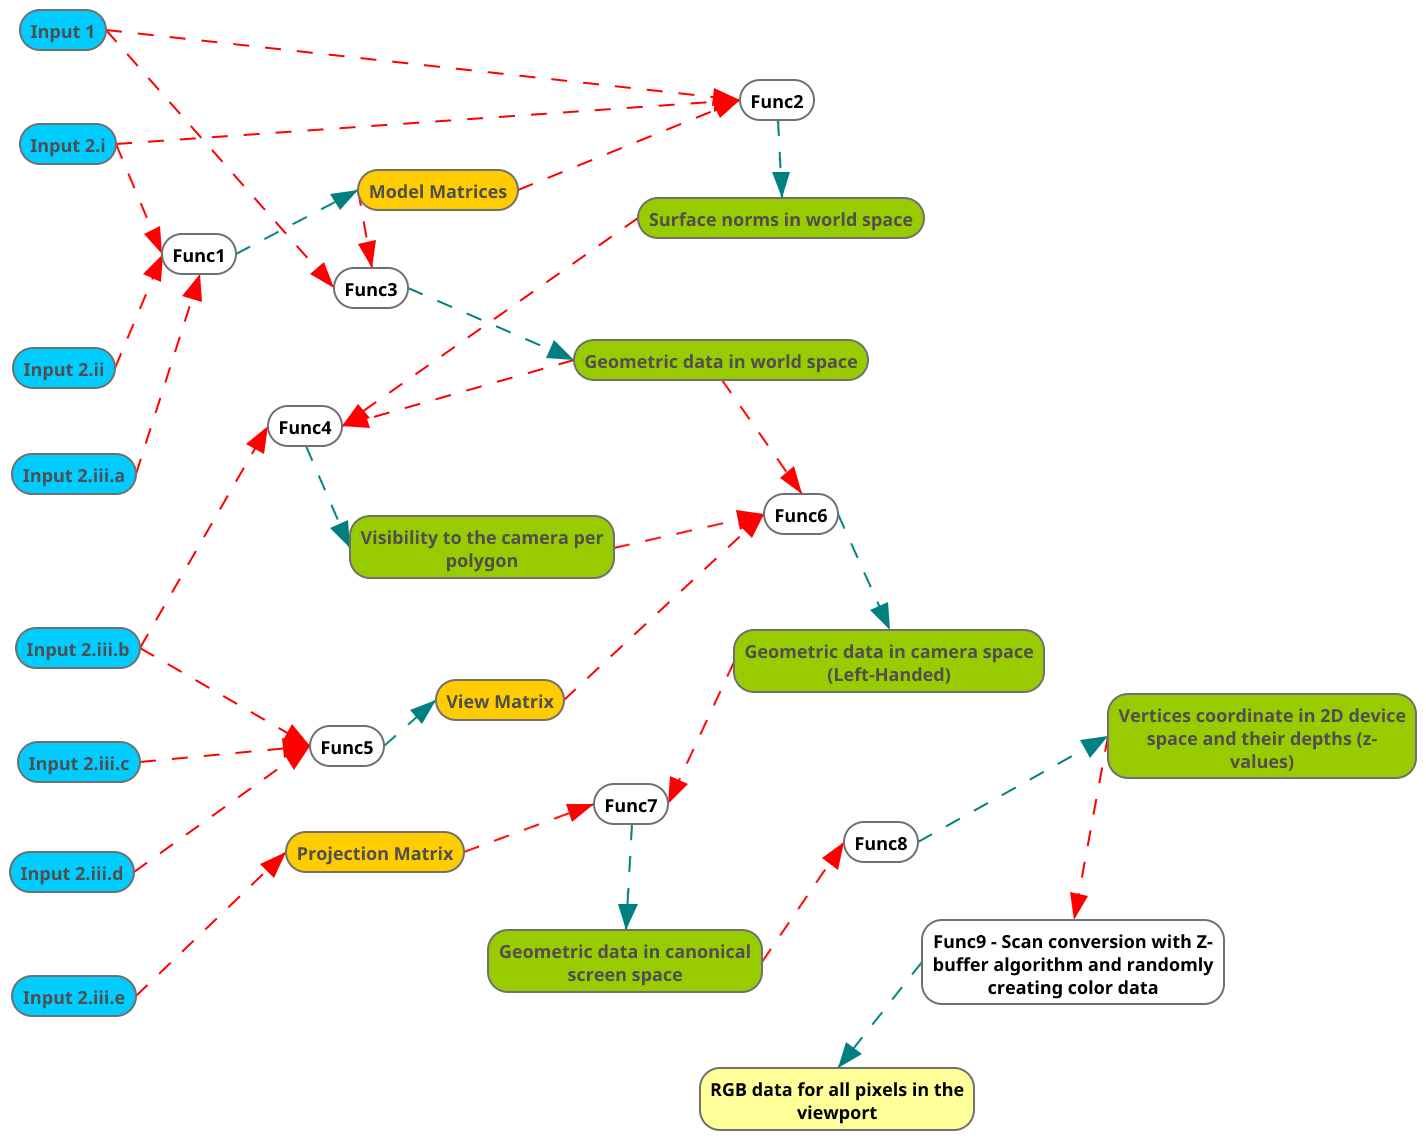 Input 1
Func2
Input 2.i
Model Matrices
Surface norms in world space
Func1
Func3
Input 2.ii
Geometric data in world space
Func4
Input 2.iii.a
Func6
Visibility to the camera per
polygon
Input 2.iii.b
Geometric data in camera space
(Left-Handed)
View Matrix
Vertices coordinate in 2D device
space and their depths (z-
values)
Func5
Input 2.iii.c
Func7
Func8
Projection Matrix
Input 2.iii.d
Func9 - Scan conversion with Z-
buffer algorithm and randomly
creating color data
Geometric data in canonical
screen space
Input 2.iii.e
RGB data for all pixels in the
viewport